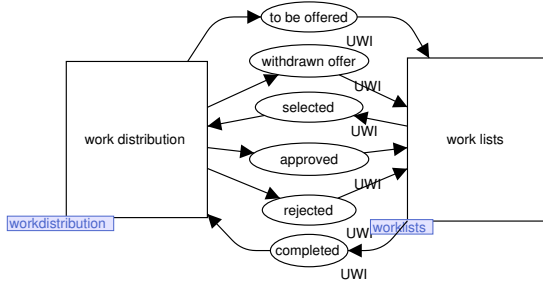 to be offered
UWI
withdrawn offer
UWI
selected
UWI
work distribution
work lists
approved
UWI
rejected
workdistribution
UWI
worklists
completed
UWI